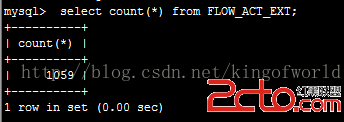 mysql> select count(*) from FLOW_ACT_EXT;
+----------+
| count(*) |
+----------+
| 1059 |
+----------+
1 row in set (0.00 sec)
http://blog.csdn.net/kingofworld
2cto.com